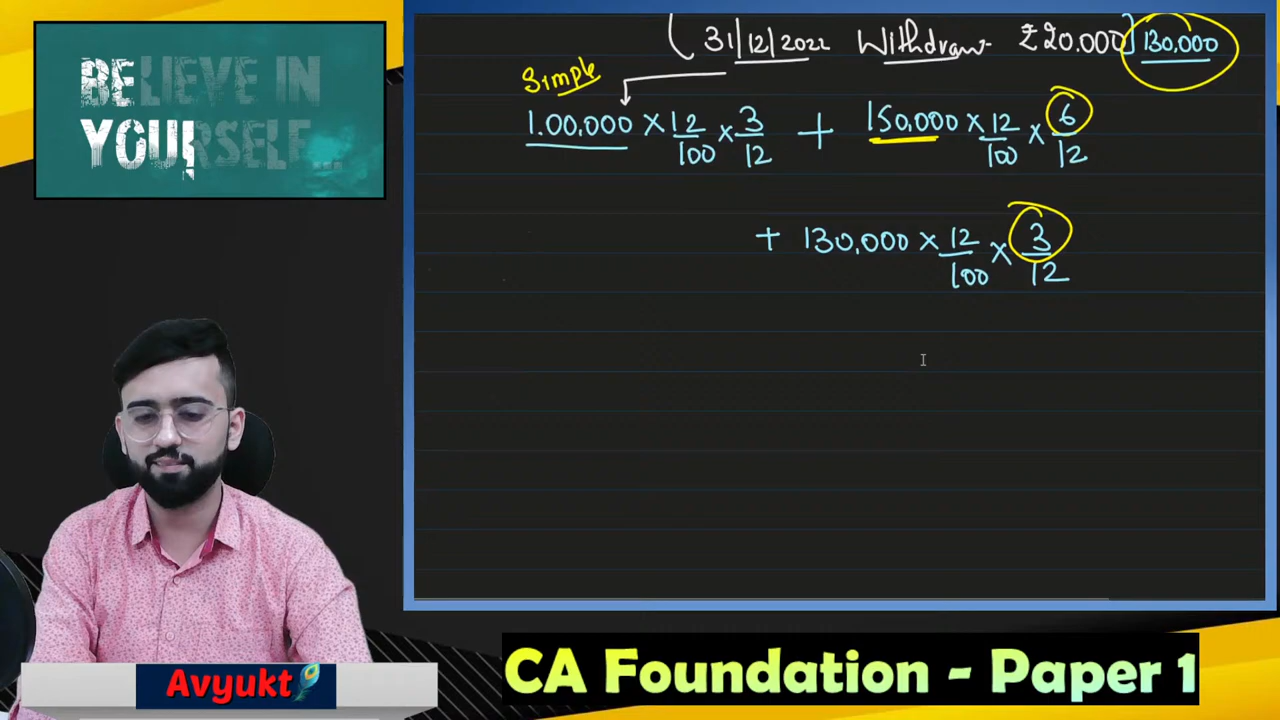 BELIEVE IN
YOURSELF...
( 31/12/2022 Withdraw ₹20.000] 130,000
Simple
1.00,000 × 12/100 × 3/12 + 150,000 × 12/100 × 6/12
+ 130,000 × 12/100 × 3/12
Avyukt
CA Foundation - Paper 1